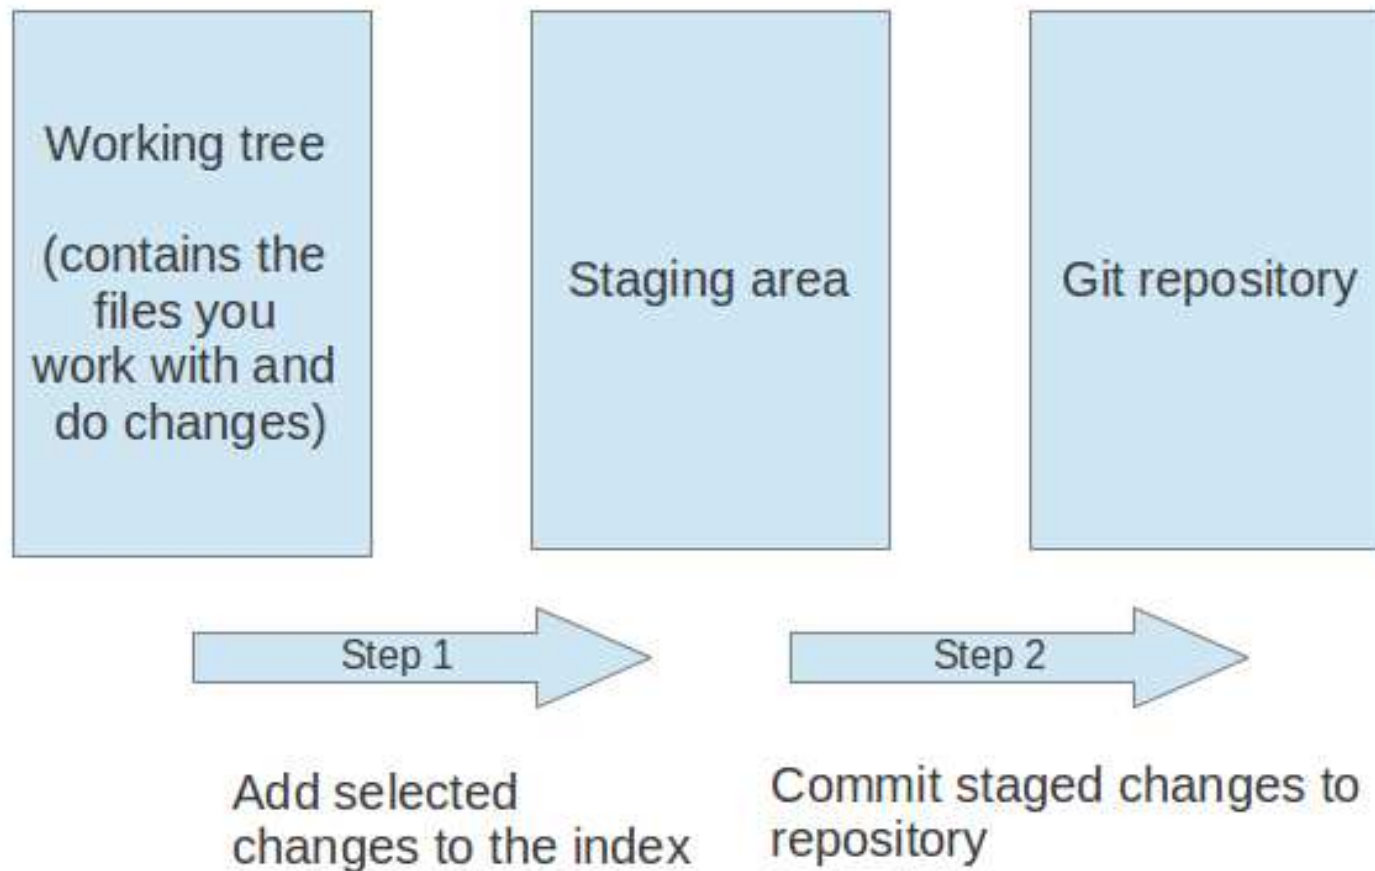 Working tree
(contains the
files you
work with and
do changes)
Staging area
Git repository
Step 1
Step 2
Add selected
changes to the index
Commit staged changes to
repository